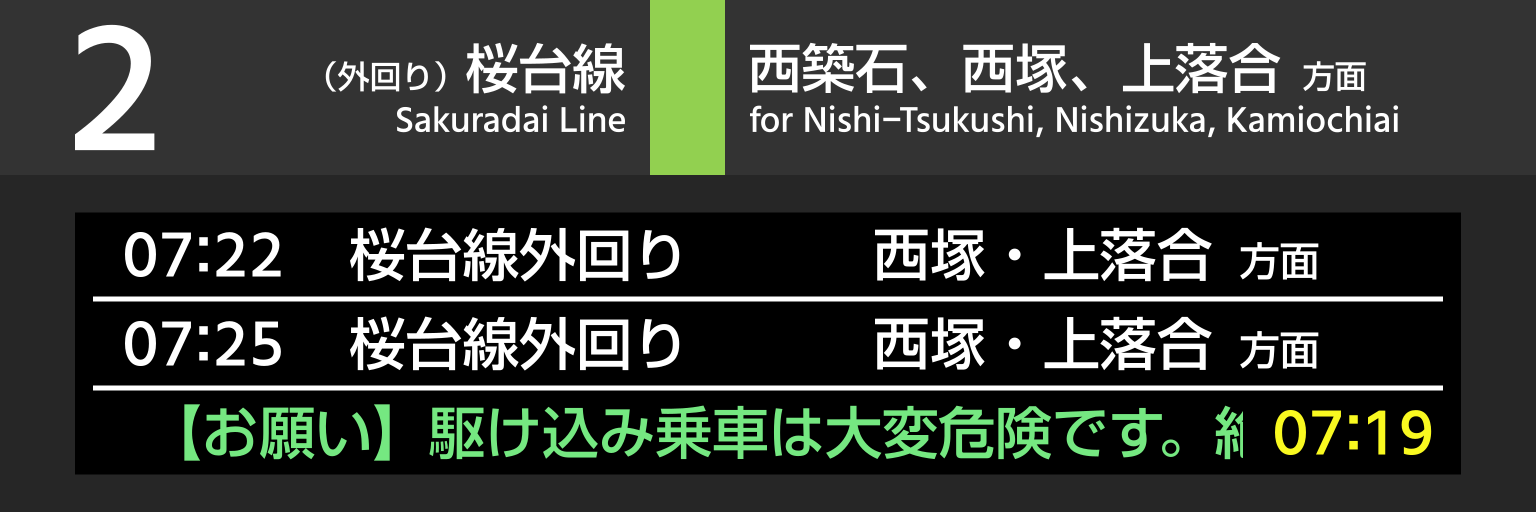 2
（外回り）桜台線
Sakuradai Line
西築石、西塚、上落合 方面
for Nishi-Tsukushi, Nishizuka, Kamiochiai
07:22 桜台線外回り 西塚・上落合 方面
07:25 桜台線外回り 西塚・上落合 方面
【お願い】駆け込み乗車は大変危険です。 07:19